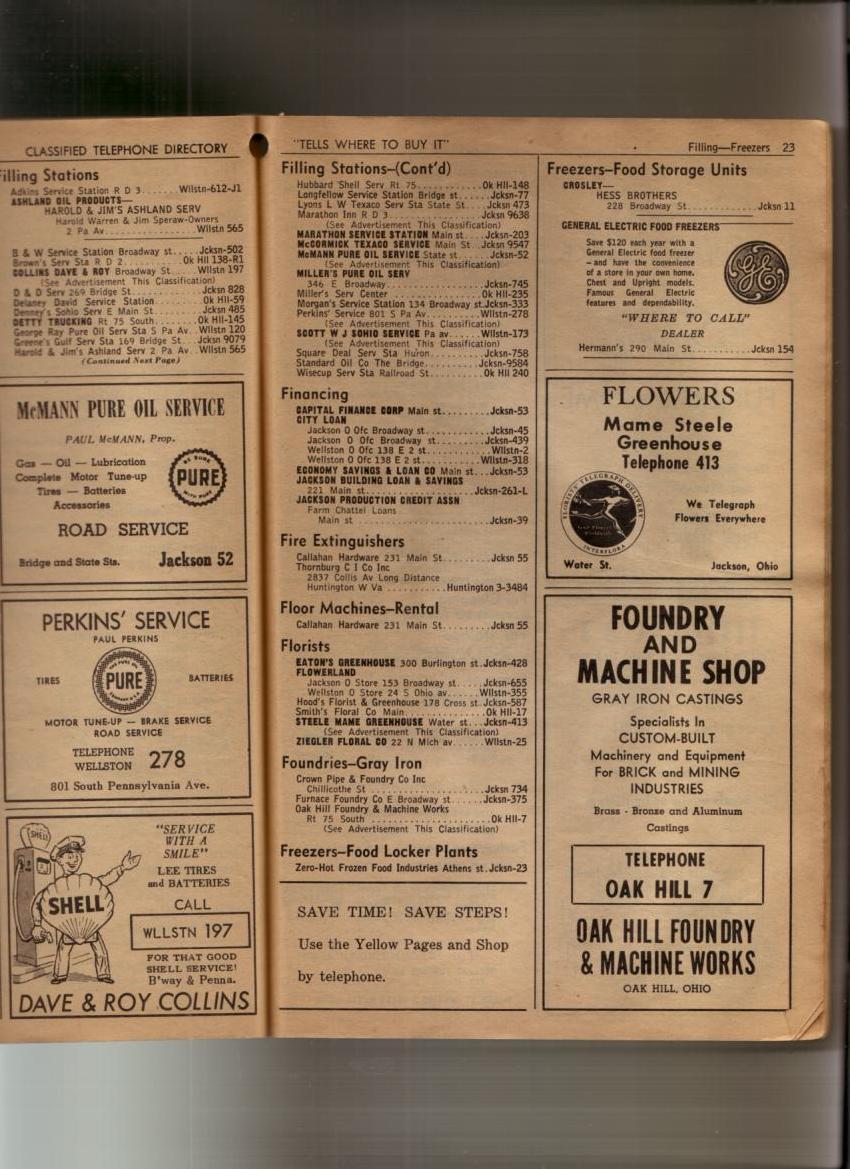 CLASSIFIED TELEPHONE DIRECTORY
Filling Stations
Adkins Service Station R D 3......Wllstn-612-J1
ASHLAND OIL PRODUCTS—
HAROLD & JIM'S ASHLAND SERV
Harold Warren & Jim Speraw-Owners
2 Pa Av................Wllstn 565
B & W Service Station Broadway st.....Jcksn-502
Brown's Serv Sta R D 2..........Ok Hll 138-R1
COLLINS DAVE & ROY Broadway St....Wllstn 197
(See Advertisement This Classification)
D & D Serv 269 Bridge St............Jcksn 828
Delaney David Service Station........Ok Hll-59
Denney's Sohio Serv E Main St.......Jcksn 485
DETTY TRUCKING Rt 75 South......Ok Hll-145
George Ray Pure Oil Serv Sta S Pa Av..Wllstn 120
Greene's Gulf Serv Sta 169 Bridge St...Jcksn 9079
Harold & Jim's Ashland Serv 2 Pa Av..Wllstn 565
(Continued Next Page)
McMANN PURE OIL SERVICE
PAUL McMANN, Prop.
Gas — Oil — Lubrication
Complete Motor Tune-up
Tires — Batteries
Accessories
BE SURE
PURE
WITH PURE
ROAD SERVICE
Bridge and State Sts. Jackson 52
PERKINS' SERVICE
PAUL PERKINS
TIRES
PURE
BATTERIES
MOTOR TUNE-UP — BRAKE SERVICE
ROAD SERVICE
TELEPHONE
WELLSTON 278
801 South Pennsylvania Ave.
SHELL
SHELL
"SERVICE
WITH A
SMILE"
LEE TIRES
and BATTERIES
CALL
WLLSTN 197
FOR THAT GOOD
SHELL SERVICE!
B'way & Penna.
DAVE & ROY COLLINS
"TELLS WHERE TO BUY IT"
Filling—Freezers 23
Filling Stations—(Cont'd)
Hubbard Shell Serv Rt 75............Ok Hll-148
Longfellow Service Station Bridge st.....Jcksn-77
Lyons L W Texaco Serv Sta State St....Jcksn 473
Marathon Inn R D 3.................Jcksn 9638
(See Advertisement This Classification)
MARATHON SERVICE STATION Main st....Jcksn-203
McCORMICK TEXACO SERVICE Main St..Jcksn 9547
McMANN PURE OIL SERVICE State st.....Jcksn-52
(See Advertisement This Classification)
MILLER'S PURE OIL SERV
346 E Broadway....................Jcksn-745
Miller's Serv Center ................Ok Hll-235
Morgan's Service Station 134 Broadway st.Jcksn-333
Perkins' Service 801 S Pa Av........Wllstn-278
(See Advertisement This Classification)
SCOTT W J SOHIO SERVICE Pa av.....Wllstn-173
(See Advertisement This Classification)
Square Deal Serv Sta Huron..........Jcksn-758
Standard Oil Co The Bridge..........Jcksn-9584
Wisecup Serv Sta Railroad St..........Ok Hll 240
Financing
CAPITAL FINANCE CORP Main st.........Jcksn-53
CITY LOAN
Jackson O Ofc Broadway st..........Jcksn-45
Jackson O Ofc Broadway st.........Jcksn-439
Wellston O Ofc 138 E 2 st............Wllstn-2
Wellston O Ofc 138 E 2 st..........Wllstn-318
ECONOMY SAVINGS & LOAN CO Main st...Jcksn-53
JACKSON BUILDING LOAN & SAVINGS
221 Main st....................Jcksn-261-L
JACKSON PRODUCTION CREDIT ASSN
Farm Chattel Loans
Main st .........................Jcksn-39
Fire Extinguishers
Callahan Hardware 231 Main St.........Jcksn 55
Thornburg C I Co Inc
2837 Collis Av Long Distance
Huntington W Va ...........Huntington 3-3484
Floor Machines—Rental
Callahan Hardware 231 Main St.........Jcksn 55
Florists
EATON'S GREENHOUSE 300 Burlington st.Jcksn-428
FLOWERLAND
Jackson O Store 153 Broadway st.....Jcksn-655
Wellston O Store 24 S Ohio av......Wllstn-355
Hood's Florist & Greenhouse 178 Cross st.Jcksn-587
Smith's Floral Co Main................Ok Hll-17
STEELE MAME GREENHOUSE Water st...Jcksn-413
(See Advertisement This Classification)
ZIEGLER FLORAL CO 22 N Mich av......Wllstn-25
Foundries—Gray Iron
Crown Pipe & Foundry Co Inc
Chillicothe St ....................Jcksn 734
Furnace Foundry Co E Broadway st......Jcksn-375
Oak Hill Foundry & Machine Works
Rt 75 South .......................Ok Hll-7
(See Advertisement This Classification)
Freezers—Food Locker Plants
Zero-Hot Frozen Food Industries Athens st.Jcksn-23
SAVE TIME! SAVE STEPS!
Use the Yellow Pages and Shop
by telephone.
Freezers—Food Storage Units
CROSLEY—
HESS BROTHERS
228 Broadway St..............Jcksn 11
GENERAL ELECTRIC FOOD FREEZERS
Save $120 each year with a
General Electric food freezer
— and have the convenience
of a store in your own home.
Chest and Upright models.
Famous General Electric
features and dependability.
GE
"WHERE TO CALL"
DEALER
Hermann's 290 Main St...........Jcksn 154
FLOWERS
Mame Steele
Greenhouse
Telephone 413
FLORISTS' TELEGRAPH DELIVERY
INTERFLORA
We Telegraph
Flowers Everywhere
Water St. Jackson, Ohio
FOUNDRY
AND
MACHINE SHOP
GRAY IRON CASTINGS
Specialists In
CUSTOM-BUILT
Machinery and Equipment
For BRICK and MINING
INDUSTRIES
Brass - Bronze and Aluminum
Castings
TELEPHONE
OAK HILL 7
OAK HILL FOUNDRY
& MACHINE WORKS
OAK HILL, OHIO